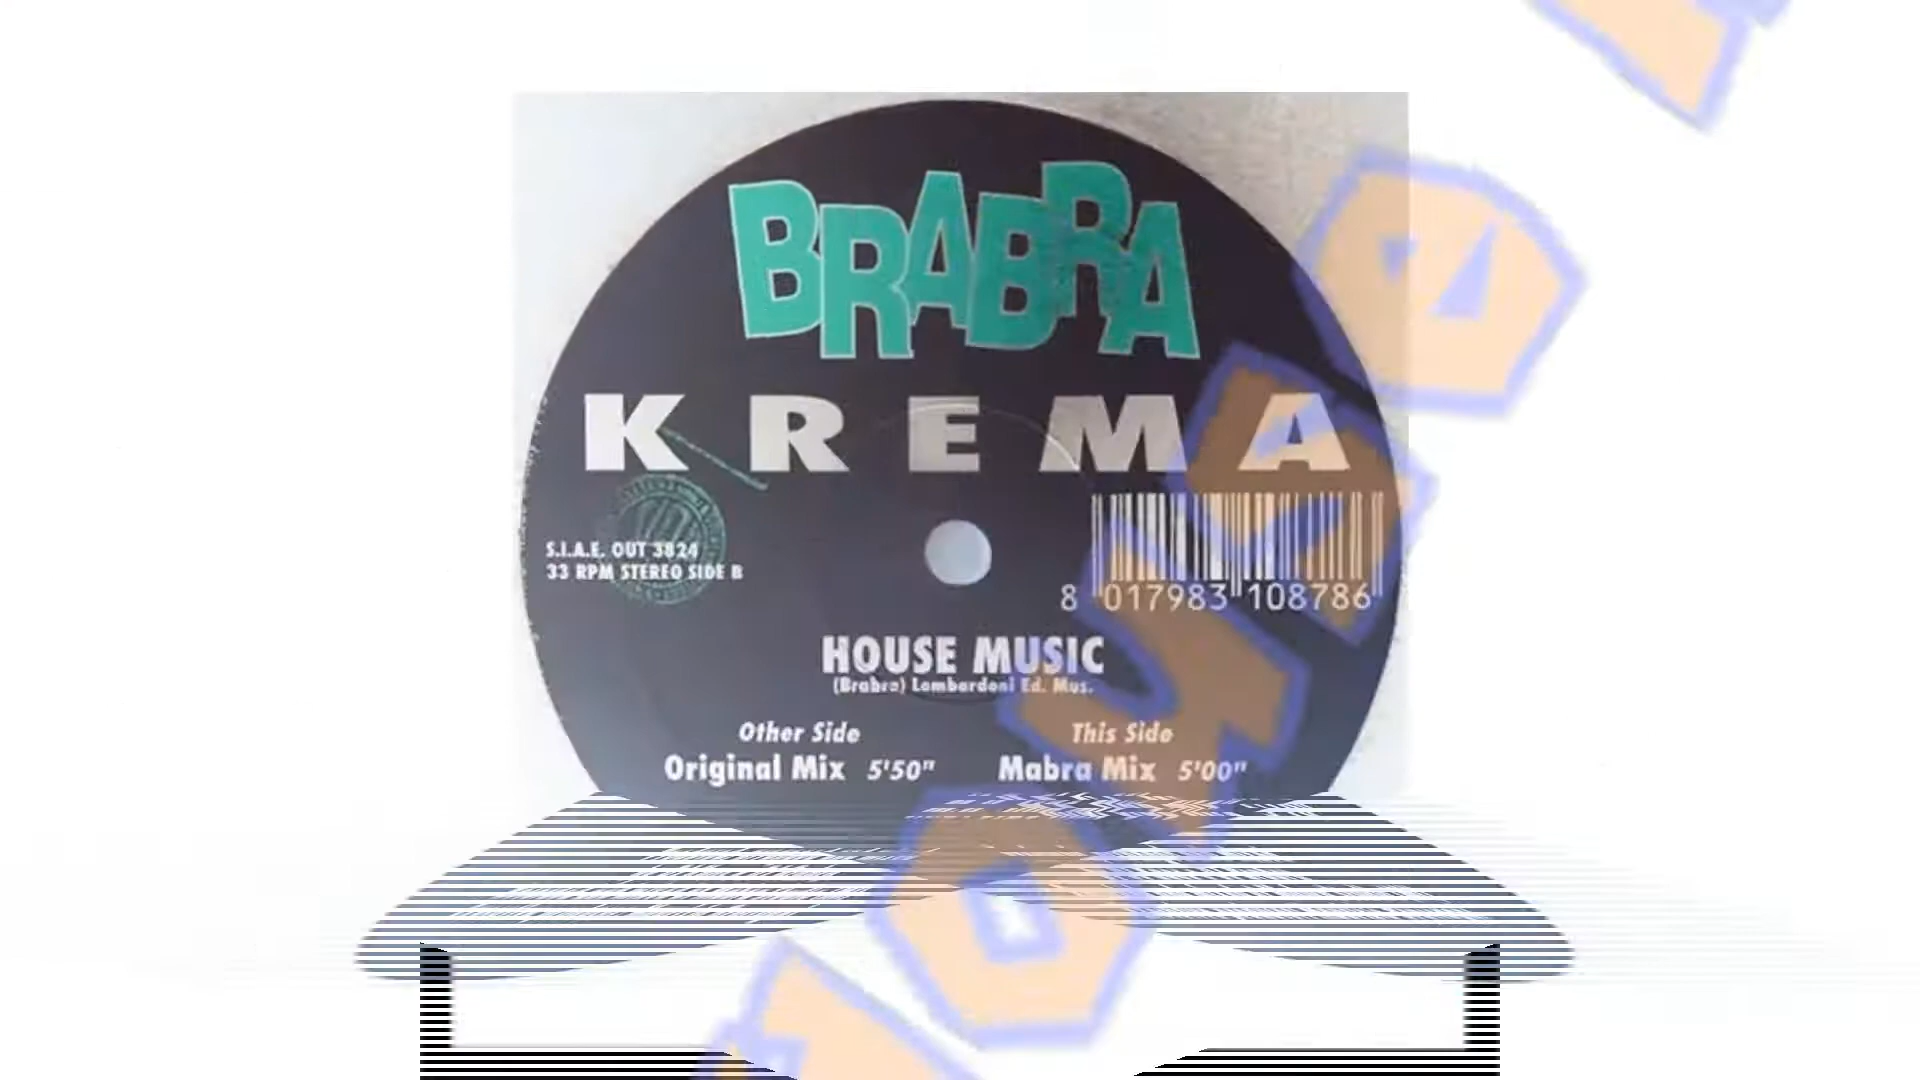 BRABRA
KREMA
S.I.A.E. OUT 3824
33 RPM STEREO SIDE B
8 017983 108786
HOUSE MUSIC
(Brabra) Lombardoni Ed. Mus.
Other Side
This Side
Original Mix 5'50"
Mabra Mix 5'00"